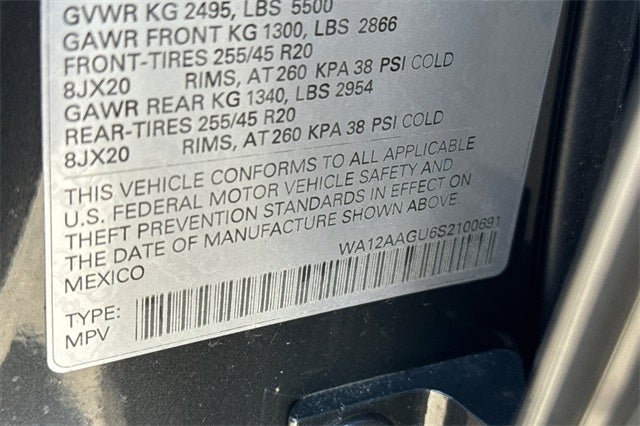 GVWR KG 2495, LBS 5500
GAWR FRONT KG 1300, LBS 2866
FRONT-TIRES 255/45 R20
8JX20 RIMS, AT 260 KPA 38 PSI COLD
GAWR REAR KG 1340, LBS 2954
REAR-TIRES 255/45 R20
8JX20 RIMS, AT 260 KPA 38 PSI COLD
THIS VEHICLE CONFORMS TO ALL APPLICABLE
U.S. FEDERAL MOTOR VEHICLE SAFETY AND
THEFT PREVENTION STANDARDS IN EFFECT ON
THE DATE OF MANUFACTURE SHOWN ABOVE.
MEXICO WA12AAGU6S2100691
TYPE:
MPV